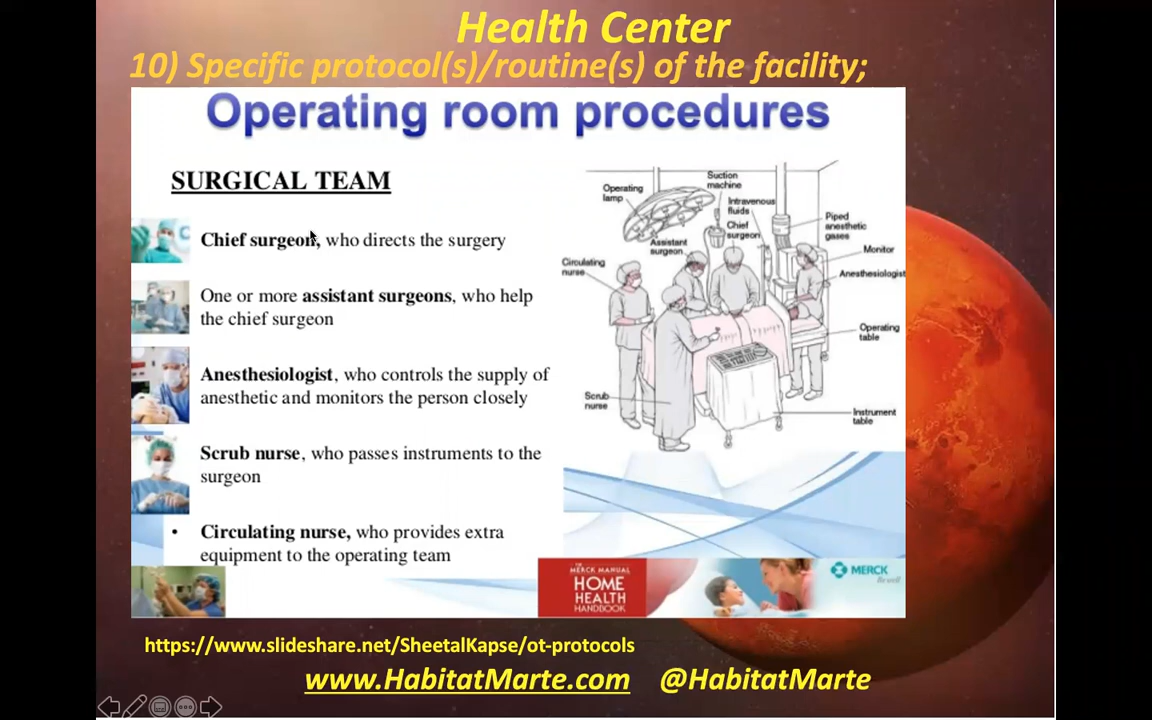 Health Center
10) Specific protocol(s)/routine(s) of the facility;
Operating room procedures
SURGICAL TEAM
Chief surgeon, who directs the surgery
One or more assistant surgeons, who help
the chief surgeon
Anesthesiologist, who controls the supply of
anesthetic and monitors the person closely
Scrub nurse, who passes instruments to the
surgeon
• Circulating nurse, who provides extra
equipment to the operating team
Operating
lamp
Suction
machine
Intravenous
fluids
Chief
surgeon
Assistant
surgeon
Circulating
nurse
Piped
anesthetic
gases
Monitor
Anesthesiologist
Operating
table
Scrub
nurse
Instrument
table
THE
MERCK MANUAL
HOME
HEALTH
HANDBOOK
MERCK
Be well
https://www.slideshare.net/SheetalKapse/ot-protocols
www.HabitatMarte.com @HabitatMarte